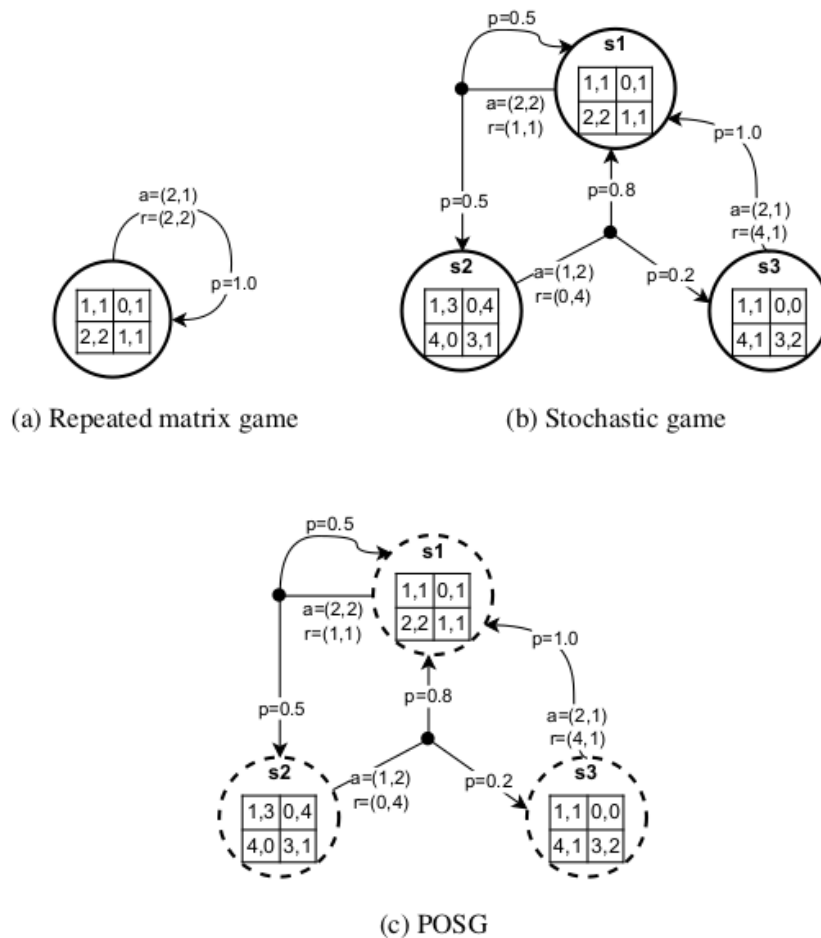 p=0.5
s1
1,1 0,1
2,2 1,1
a=(2,2)
r=(1,1)
p=1.0
p=0.8
p=0.5
a=(2,1)
r=(2,2)
p=1.0
1,1 0,1
2,2 1,1
a=(2,1)
r=(4,1)
s2
a=(1,2)
r=(0,4)
p=0.2
s3
1,3 0,4
4,0 3,1
1,1 0,0
4,1 3,2
(a) Repeated matrix game
(b) Stochastic game
p=0.5
s1
1,1 0,1
2,2 1,1
a=(2,2)
r=(1,1)
p=1.0
p=0.8
p=0.5
a=(2,1)
r=(4,1)
s2
a=(1,2)
r=(0,4)
p=0.2
s3
1,3 0,4
4,0 3,1
1,1 0,0
4,1 3,2
(c) POSG